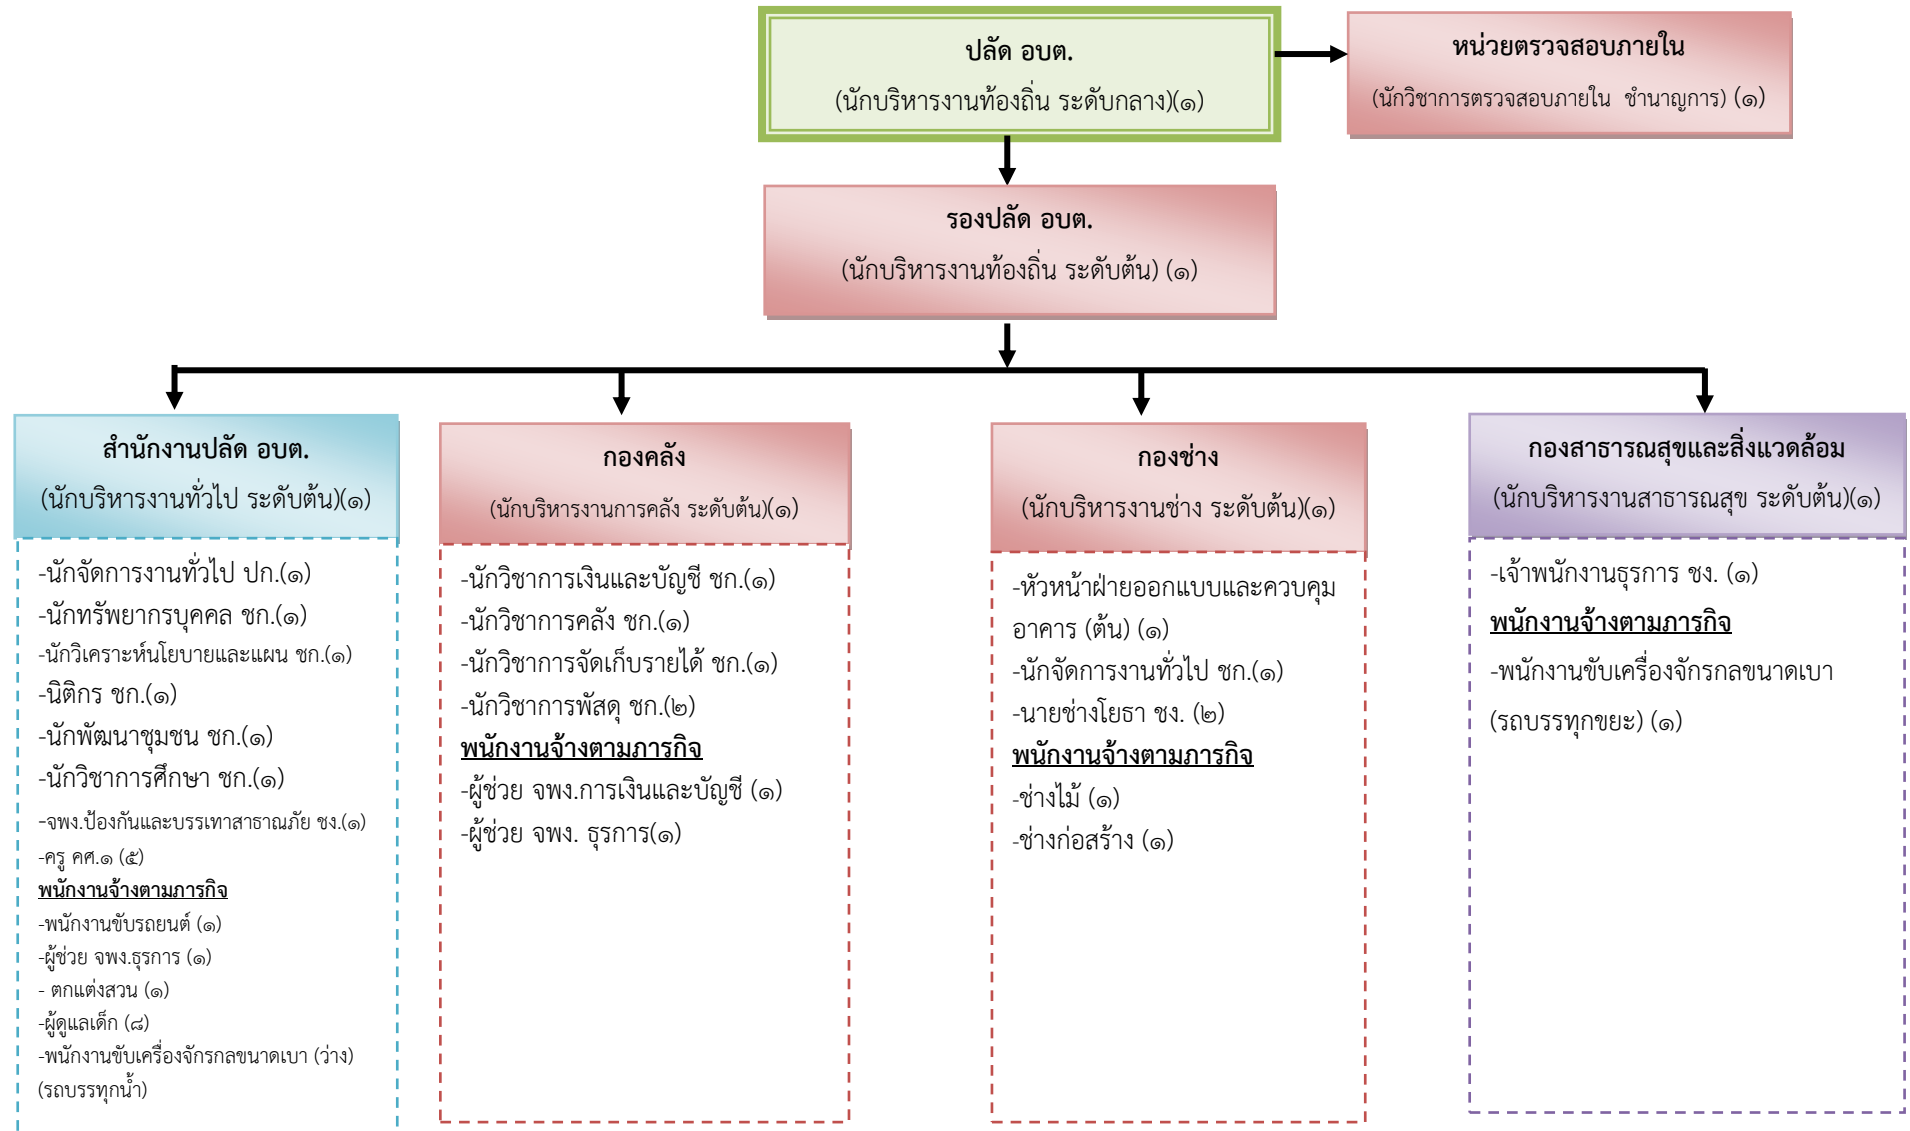 ปลัด อบต.
(นักบริหารงานท้องถิ่น ระดับกลาง)(๑)
หน่วยตรวจสอบภายใน
(นักวิชาการตรวจสอบภายใน ชำนาญการ) (๑)
รองปลัด อบต.
(นักบริหารงานท้องถิ่น ระดับต้น) (๑)
สำนักงานปลัด อบต.
(นักบริหารงานทั่วไป ระดับต้น)(๑)
-นักจัดการงานทั่วไป ปก.(๑)
-นักทรัพยากรบุคคล ชก.(๑)
-นักวิเคราะห์นโยบายและแผน ชก.(๑)
-นิติกร ชก.(๑)
-นักพัฒนาชุมชน ชก.(๑)
-นักวิชาการศึกษา ชก.(๑)
-จพง.ป้องกันและบรรเทาสาธาณภัย ชง.(๑)
-ครู คศ.๑ (๕)
พนักงานจ้างตามภารกิจ
-พนักงานขับรถยนต์ (๑)
-ผู้ช่วย จพง.ธุรการ (๑)
- ตกแต่งสวน (๑)
-ผู้ดูแลเด็ก (๘)
-พนักงานขับเครื่องจักรกลขนาดเบา (ว่าง)
(รถบรรทุกน้ำ)
กองคลัง
(นักบริหารงานการคลัง ระดับต้น)(๑)
-นักวิชาการเงินและบัญชี ชก.(๑)
-นักวิชาการคลัง ชก.(๑)
-นักวิชาการจัดเก็บรายได้ ชก.(๑)
-นักวิชาการพัสดุ ชก.(๒)
พนักงานจ้างตามภารกิจ
-ผู้ช่วย จพง.การเงินและบัญชี (๑)
-ผู้ช่วย จพง. ธุรการ(๑)
กองช่าง
(นักบริหารงานช่าง ระดับต้น)(๑)
-หัวหน้าฝ่ายออกแบบและควบคุม
อาคาร (ต้น) (๑)
-นักจัดการงานทั่วไป ชก.(๑)
-นายช่างโยธา ชง. (๒)
พนักงานจ้างตามภารกิจ
-ช่างไม้ (๑)
-ช่างก่อสร้าง (๑)
กองสาธารณสุขและสิ่งแวดล้อม
(นักบริหารงานสาธารณสุข ระดับต้น)(๑)
-เจ้าพนักงานธุรการ ชง. (๑)
พนักงานจ้างตามภารกิจ
-พนักงานขับเครื่องจักรกลขนาดเบา
(รถบรรทุกขยะ) (๑)